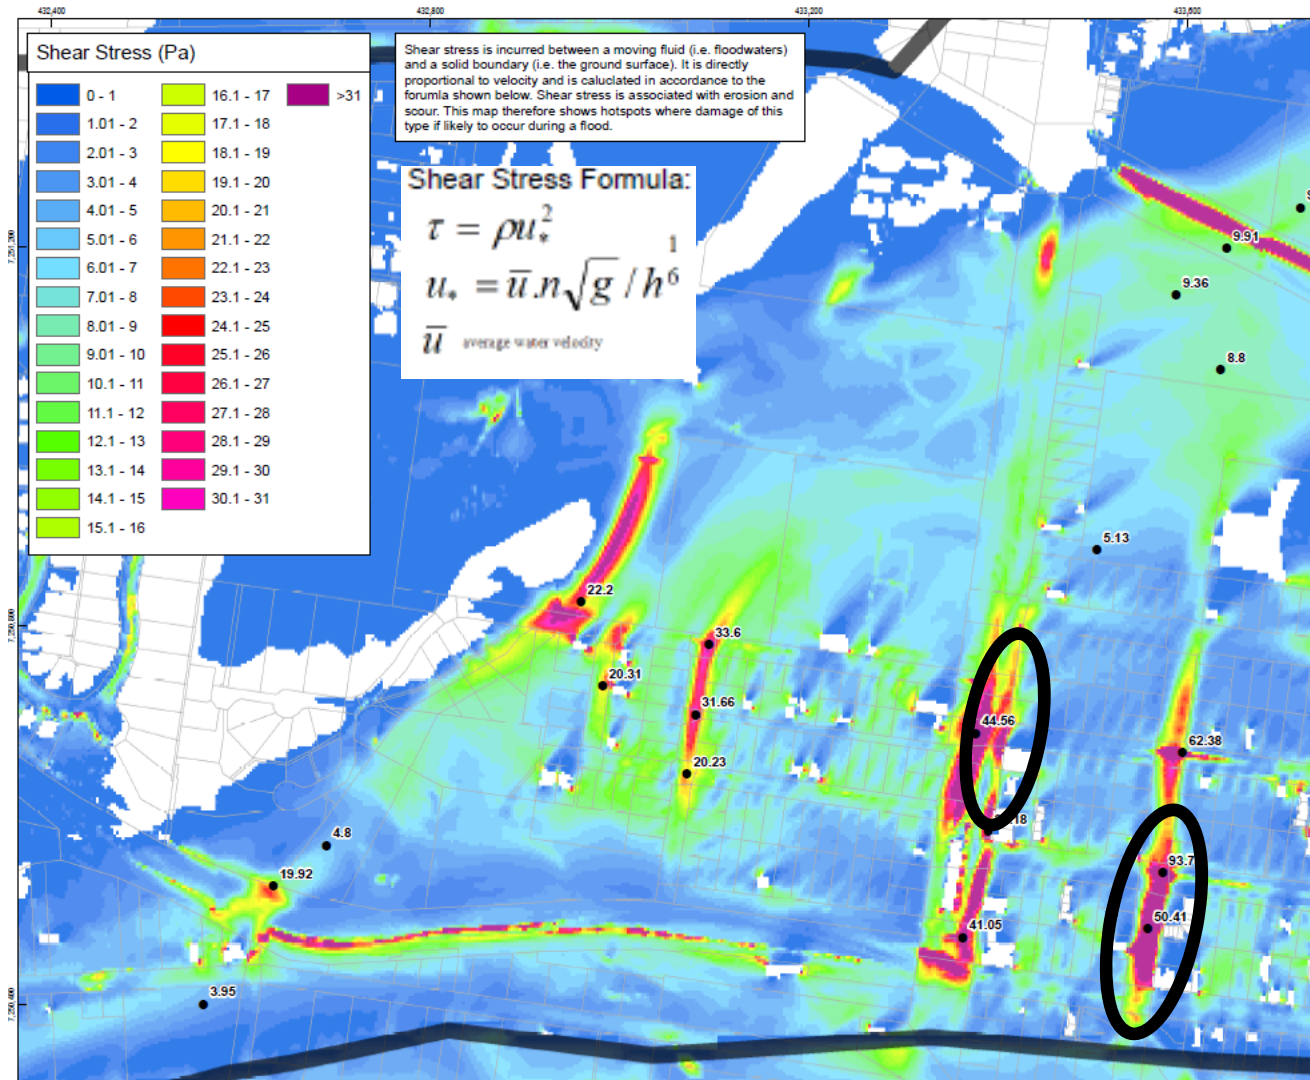 432,400
432,800
433,200
433,600
Shear Stress (Pa)
0 - 1
1.01 - 2
2.01 - 3
3.01 - 4
4.01 - 5
5.01 - 6
6.01 - 7
7.01 - 8
8.01 - 9
9.01 - 10
10.1 - 11
11.1 - 12
12.1 - 13
13.1 - 14
14.1 - 15
15.1 - 16
16.1 - 17
17.1 - 18
18.1 - 19
19.1 - 20
20.1 - 21
21.1 - 22
22.1 - 23
23.1 - 24
24.1 - 25
25.1 - 26
26.1 - 27
27.1 - 28
28.1 - 29
29.1 - 30
30.1 - 31
>31
Shear stress is incurred between a moving fluid (i.e. floodwaters)
and a solid boundary (i.e. the ground surface). It is directly
proportional to velocity and is caluclated in accordance to the
forumla shown below. Shear stress is associated with erosion and
scour. This map therefore shows hotspots where damage of this
type if likely to occur during a flood.
Shear Stress Formula:
τ = ρu*²
u* = ū.n√g / h^1/6
ū average water velocity
7,251,200
9.91
9.36
8.8
5.13
22.2
7,250,800
33.6
20.31
31.66
44.56
62.38
20.23
18
4.8
93.7
19.92
50.41
41.05
3.95
7,250,400